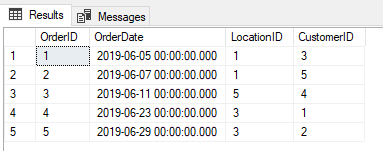 Results Messages
OrderID OrderDate LocationID CustomerID
1 1 2019-06-05 00:00:00.000 1 3
2 2 2019-06-07 00:00:00.000 1 5
3 3 2019-06-11 00:00:00.000 5 4
4 4 2019-06-23 00:00:00.000 3 1
5 5 2019-06-29 00:00:00.000 3 2